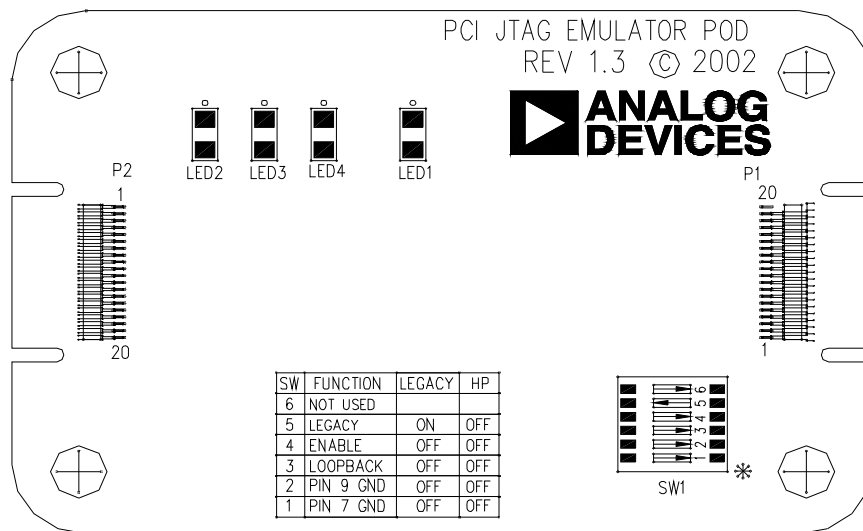 PCI JTAG EMULATOR POD
REV 1.3 © 2002
ANALOG
DEVICES
LED2 LED3 LED4 LED1
P2
1
20
P1
20
1
SW FUNCTION LEGACY HP
6 NOT USED
5 LEGACY ON OFF
4 ENABLE OFF OFF
3 LOOPBACK OFF OFF
2 PIN 9 GND OFF OFF
1 PIN 7 GND OFF OFF
6
5
4
3
2
1
SW1